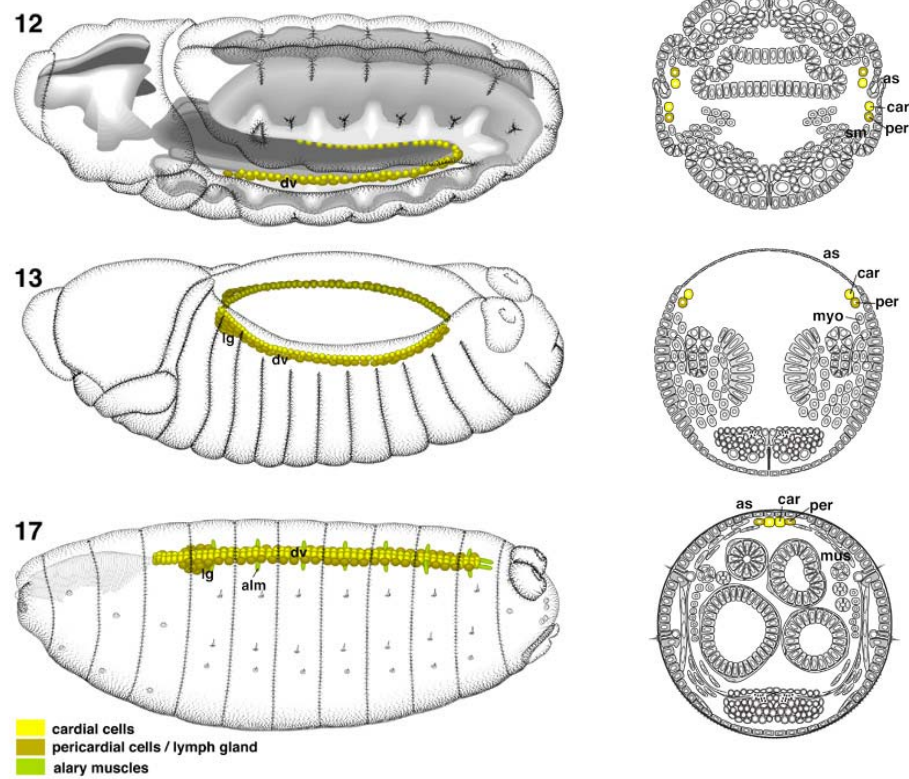 12
as
car
per
sm
dv
13
as
car
per
myo
lg
dv
17
as car per
dv
mus
lg
alm
cardial cells
pericardial cells / lymph gland
alary muscles